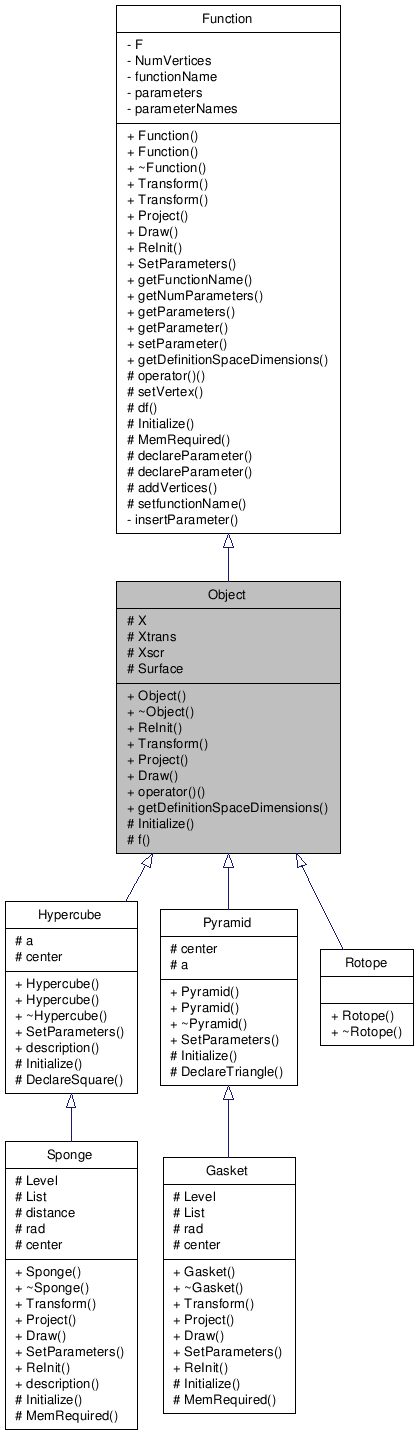 Function
- F
- NumVertices
- functionName
- parameters
- parameterNames
+ Function()
+ Function()
+ ~Function()
+ Transform()
+ Transform()
+ Project()
+ Draw()
+ ReInit()
+ SetParameters()
+ getFunctionName()
+ getNumParameters()
+ getParameters()
+ getParameter()
+ setParameter()
+ getDefinitionSpaceDimensions()
# operator()()
# setVertex()
# df()
# Initialize()
# MemRequired()
# declareParameter()
# declareParameter()
# addVertices()
# setfunctionName()
- insertParameter()
Object
# X
# Xtrans
# Xscr
# Surface
+ Object()
+ ~Object()
+ ReInit()
+ Transform()
+ Project()
+ Draw()
+ operator()()
+ getDefinitionSpaceDimensions()
# Initialize()
# f()
Hypercube
# a
# center
+ Hypercube()
+ Hypercube()
+ ~Hypercube()
+ SetParameters()
+ description()
# Initialize()
# DeclareSquare()
Pyramid
# center
# a
+ Pyramid()
+ Pyramid()
+ ~Pyramid()
+ SetParameters()
# Initialize()
# DeclareTriangle()
Rotope
+ Rotope()
+ ~Rotope()
Sponge
# Level
# List
# distance
# rad
# center
+ Sponge()
+ ~Sponge()
+ Transform()
+ Project()
+ Draw()
+ SetParameters()
+ ReInit()
+ description()
# Initialize()
# MemRequired()
Gasket
# Level
# List
# rad
# center
+ Gasket()
+ ~Gasket()
+ Transform()
+ Project()
+ Draw()
+ SetParameters()
+ ReInit()
# Initialize()
# MemRequired()